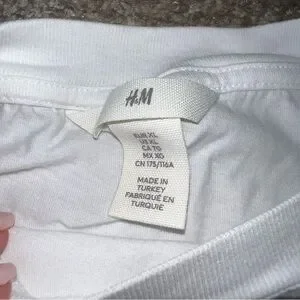 H&M
EUR XL
US XL
CA TG
MX XG
CN 175/116A
MADE IN
TURKEY
FABRIQUÉ EN
TURQUIE